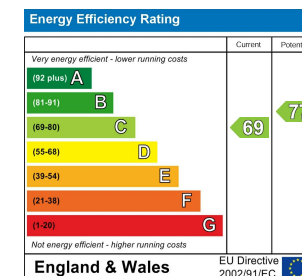 Energy Efficiency Rating
Current
Very energy efficient - lower running costs
(92 plus) A
(81-91) B
(69-80) C
69
(55-68) D
(39-54) E
(21-38) F
(1-20) G
Not energy efficient - higher running costs
England & Wales
EU Directive
2002/91/EC